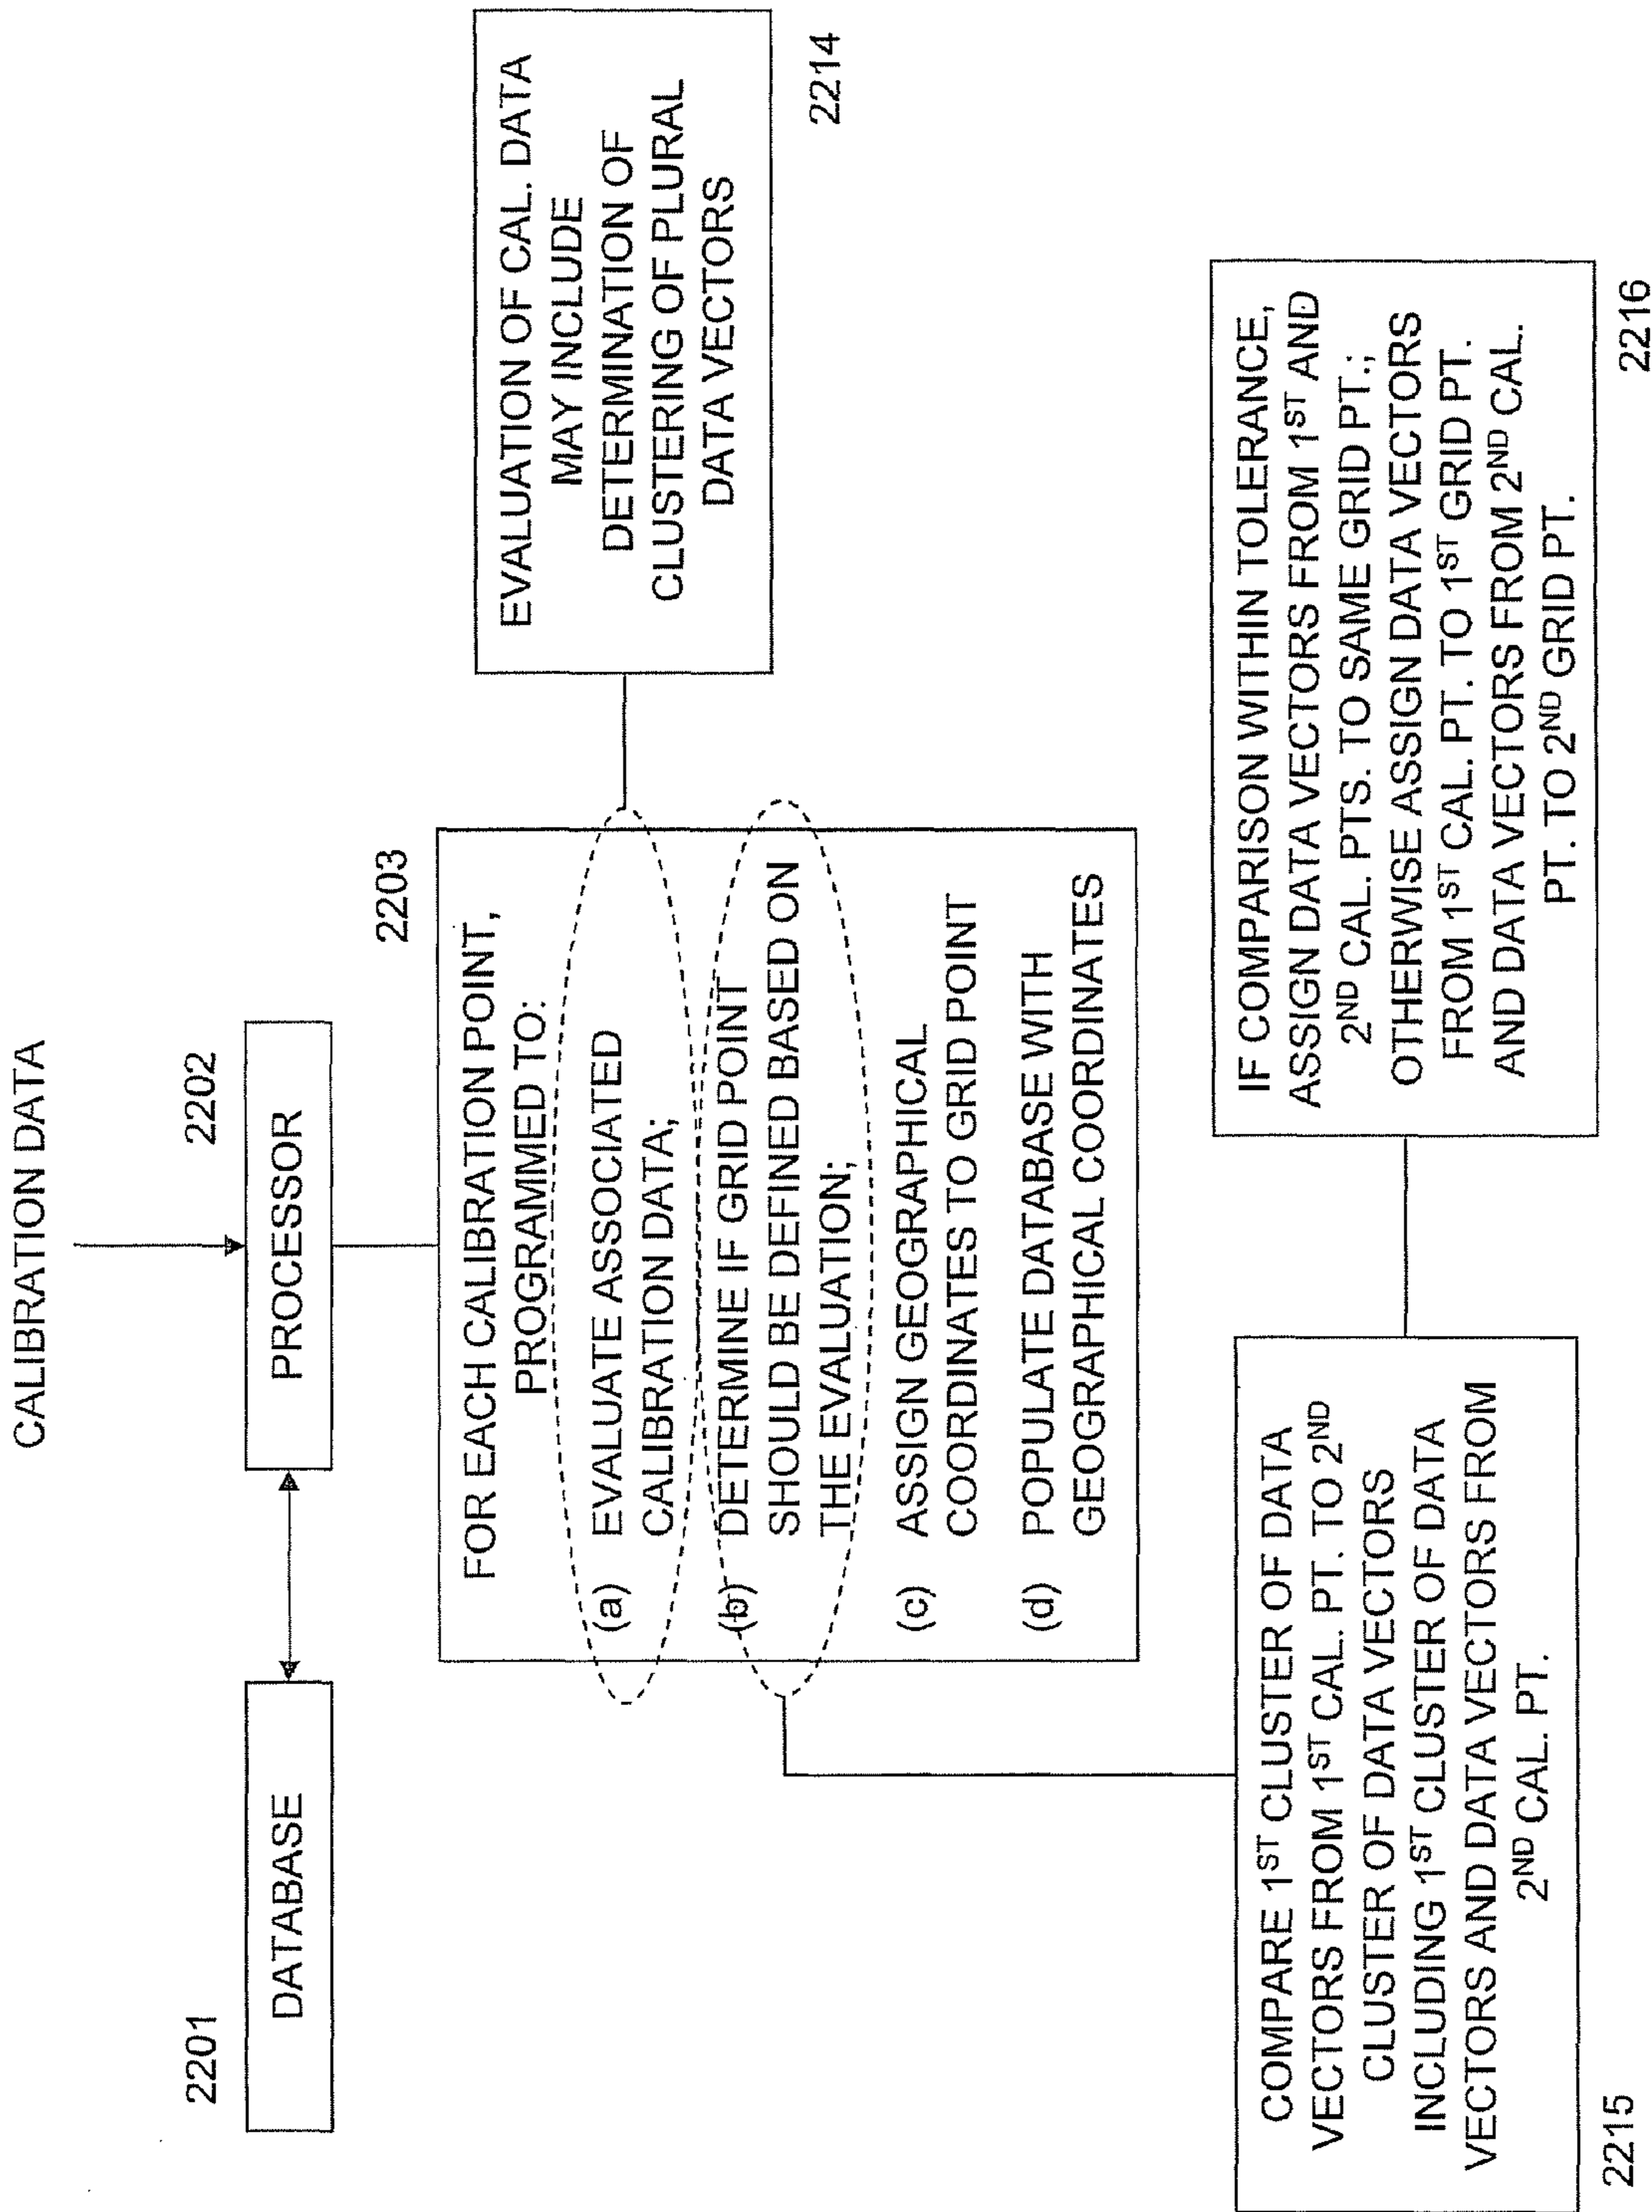 CALIBRATION DATA
2201
DATABASE
2202
PROCESSOR
2203
FOR EACH CALIBRATION POINT,
PROGRAMMED TO:
(a) EVALUATE ASSOCIATED
CALIBRATION DATA;
(b) DETERMINE IF GRID POINT
SHOULD BE DEFINED BASED ON
THE EVALUATION;
(c) ASSIGN GEOGRAPHICAL
COORDINATES TO GRID POINT
(d) POPULATE DATABASE WITH
GEOGRAPHICAL COORDINATES
EVALUATION OF CAL. DATA
MAY INCLUDE
DETERMINATION OF
CLUSTERING OF PLURAL
DATA VECTORS
2214
COMPARE 1ST CLUSTER OF DATA
VECTORS FROM 1ST CAL. PT. TO 2ND
CLUSTER OF DATA VECTORS
INCLUDING 1ST CLUSTER OF DATA
VECTORS AND DATA VECTORS FROM
2ND CAL. PT.
2215
IF COMPARISON WITHIN TOLERANCE,
ASSIGN DATA VECTORS FROM 1ST AND
2ND CAL. PTS. TO SAME GRID PT.;
OTHERWISE ASSIGN DATA VECTORS
FROM 1ST CAL. PT. TO 1ST GRID PT.
AND DATA VECTORS FROM 2ND CAL.
PT. TO 2ND GRID PT.
2216